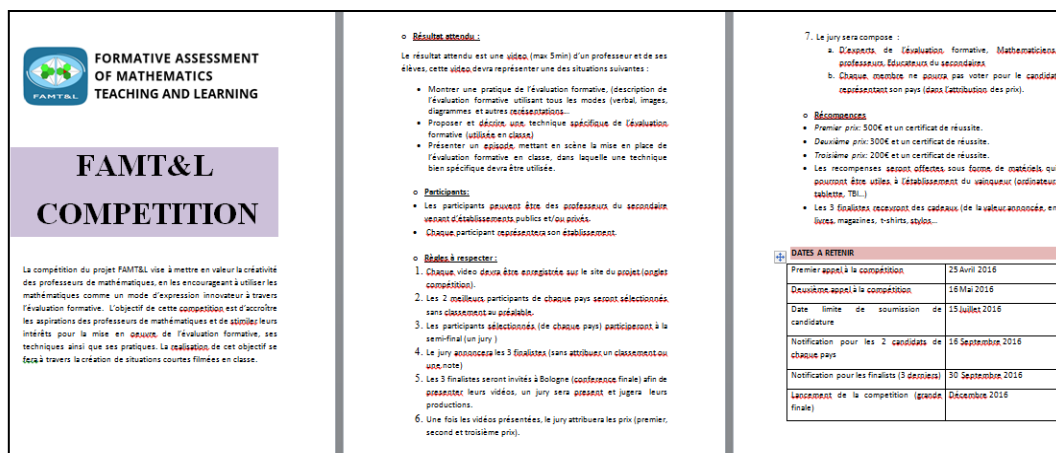 FAMT&L
FORMATIVE ASSESSMENT
OF MATHEMATICS
TEACHING AND LEARNING
FAMT&L
COMPETITION
La compétition du projet FAMT&L vise à mettre en valeur la créativité
des professeurs de mathématiques, en les encourageant à utiliser les
mathématiques comme un mode d'expression innovateur à travers
l'évaluation formative. L'objectif de cette competition est d'accroître
les aspirations des professeurs de mathématiques et de stimler leurs
intérêts pour la mise en oeuvre de l'évaluation formative, ses
techniques ainsi que ses pratiques. La realisation de cet objectif se
fera à travers la création de situations courtes filmées en classe.
o Résultat attendu :
Le résultat attendu est une video (max 5min) d'un professeur et de ses
élèves, cette video devra représenter une des situations suivantes :
• Montrer une pratique de l'évaluation formative, (description de
l'évaluation formative utilisant tous les modes (verbal, images,
diagrammes et autres rerésentations...
• Proposer et décrire une technique spécifique de l'évaluation
formative (utilisée en classe)
• Présenter un episode mettant en scène la mise en place de
l'évaluation formative en classe, dans laquelle une technique
bien spécifique devra être utilisée.
o Participants:
• Les participants peuvent être des professeurs du secondaire
venant d'établissements publics et/ou privés.
• Chaque participant représentera son établissement.
o Règles à respecter :
1. Chaque video devra être enregistrée sur le site du projet (onglet
compétition).
2. Les 2 meilleurs participants de chaque pays seront sélectionnés
sans classement au préalable.
3. Les participants sélectionnés (de chaque pays) participeront à la
semi-final (un jury )
4. Le jury annoncera les 3 finalistes (sans attribuer un classement ou
une note)
5. Les 3 finalistes seront invités à Bologne (conference finale) afin de
presenter leurs vidéos, un jury sera present et jugera leurs
productions.
6. Une fois les vidéos présentées, le jury attribuera les prix (premier,
second et troisième prix).
7. Le jury sera compose :
a. D'experts de l'évaluation formative, Mathematiciens,
professeurs, Educateurs du secondaires
b. Chaque membre ne pourra pas voter pour le candidat
représentant son pays (dans l'attribution des prix).
o Récompences
• Premier prix: 500€ et un certificat de réussite.
• Deuxième prix: 300€ et un certificat de réussite.
• Troisième prix: 200€ et un certificat de réussite.
• Les recompenses seront offertes sous forme de matériels qui
pourront être utiles à l'établissement du vainqueur (ordinateur,
tablette, TBI...)
• Les 3 finalistes recevront des cadeaux (de la valeur annoncée, en
livres, magazines, t-shirts, stylos...
DATES A RETENIR
Premier appel à la compétition 25 Avril 2016
Deuxième appel à la compétition 16 Mai 2016
Date limite de soumission de 15 Juillet 2016
candidature
Notification pour les 2 candidats de 16 Septembre 2016
chaque pays
Notification pour les finalists (3 derniers) 30 Septembre 2016
Lancement de la competition (grande Décembre 2016
finale)